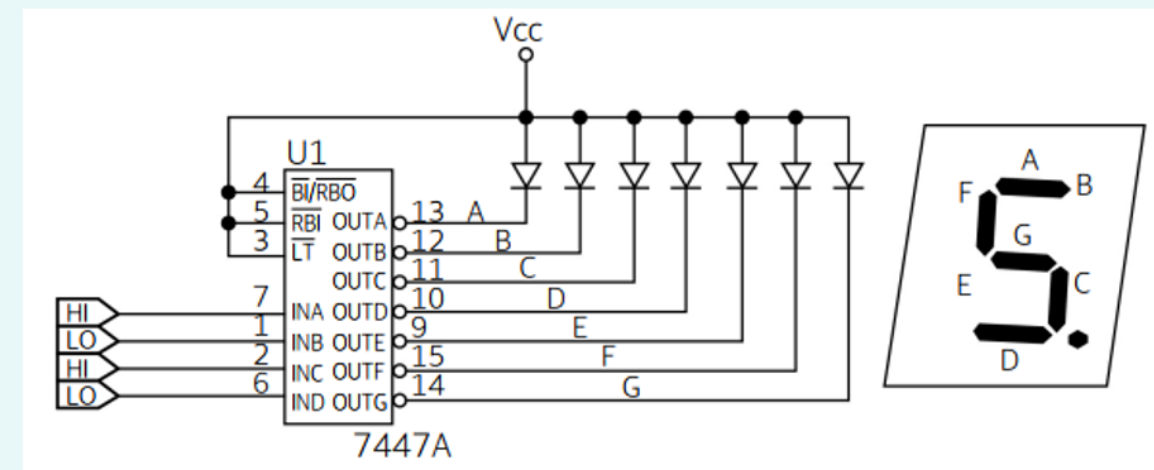 Vcc
U1
4 BI/RBO
5 RBI OUTA 13 A
12 B
3 LT OUTB
OUTC 11 C
HI 7 INA OUTD 10 D
LO 1 INB OUTE 9 E
HI 2 INC OUTF 15 F
LO 6 IND OUTG 14 G
7447A
A
F B
G
E C
D